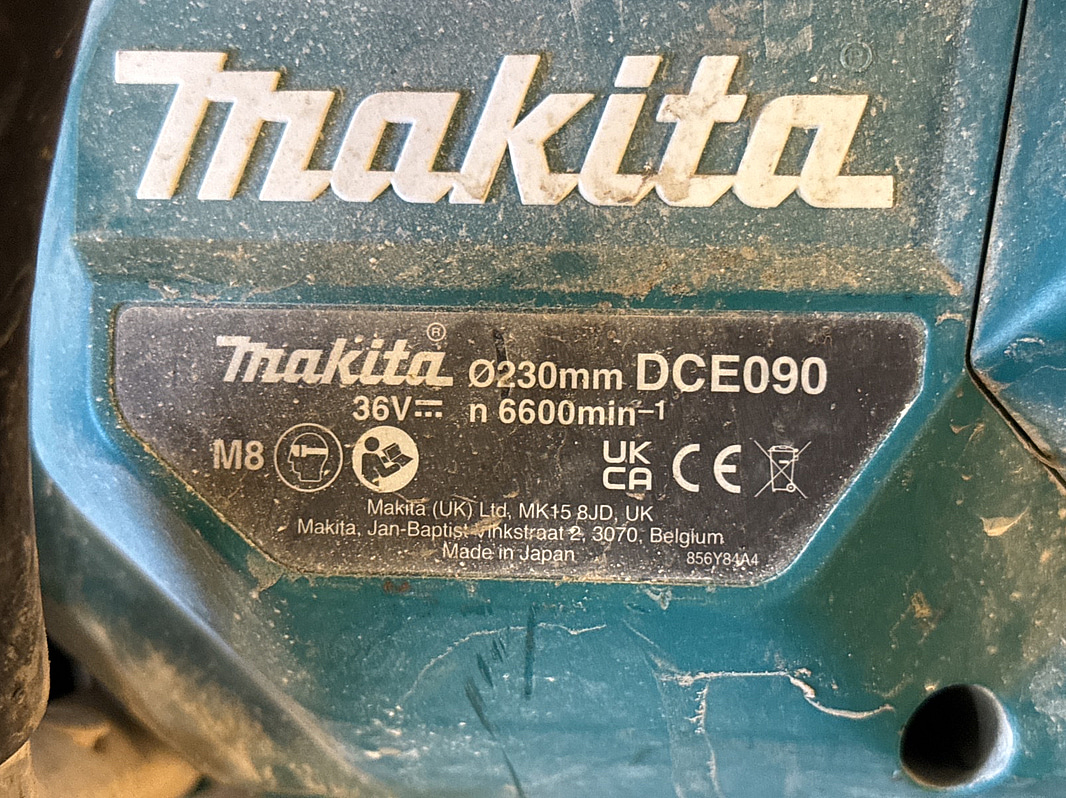 makita
makita® Ø230mm DCE090
36V⎓ n 6600min⁻¹
M8 UK CA CE
Makita (UK) Ltd, MK15 8JD, UK
Makita, Jan-Baptist Vinkstraat 2, 3070, Belgium
Made in Japan 856Y84A4